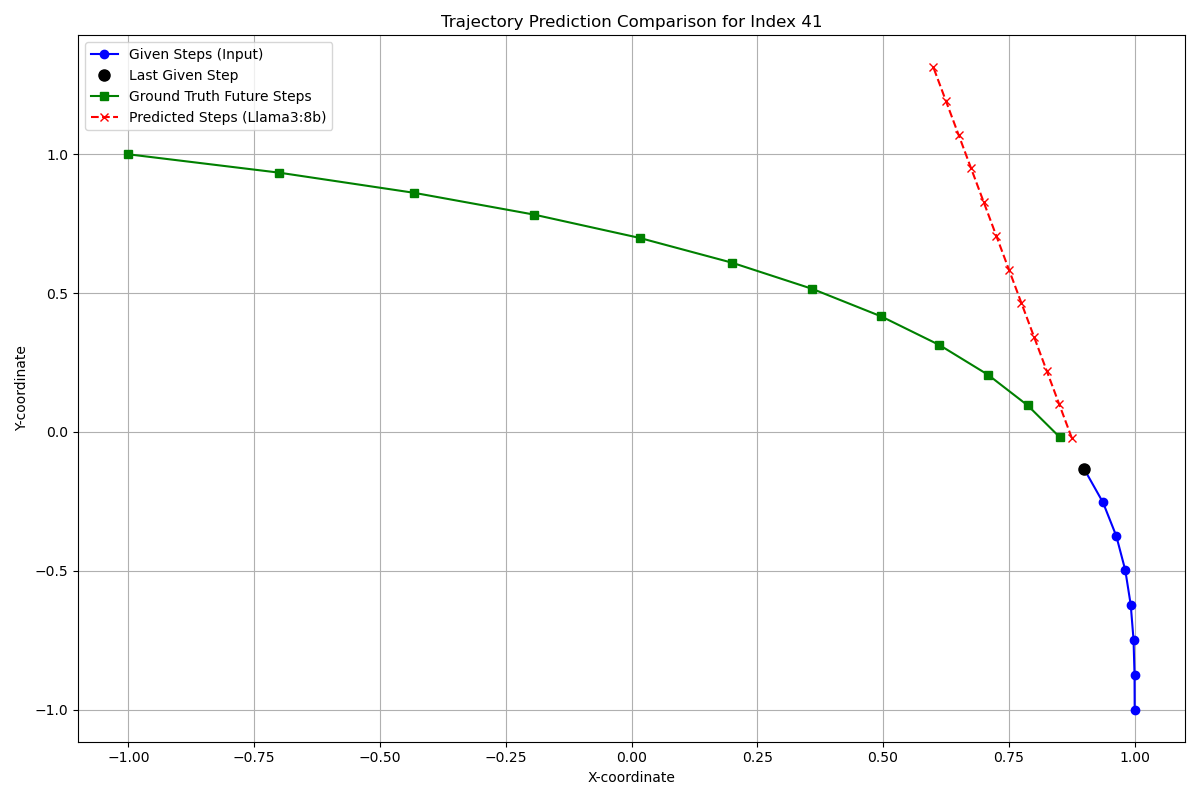 Trajectory Prediction Comparison for Index 41
Given Steps (Input)
Last Given Step
Ground Truth Future Steps
Predicted Steps (Llama3:8b)
Y-coordinate
1.0
0.5
0.0
−0.5
−1.0
−1.00
−0.75
−0.50
−0.25
0.00
0.25
0.50
0.75
1.00
X-coordinate